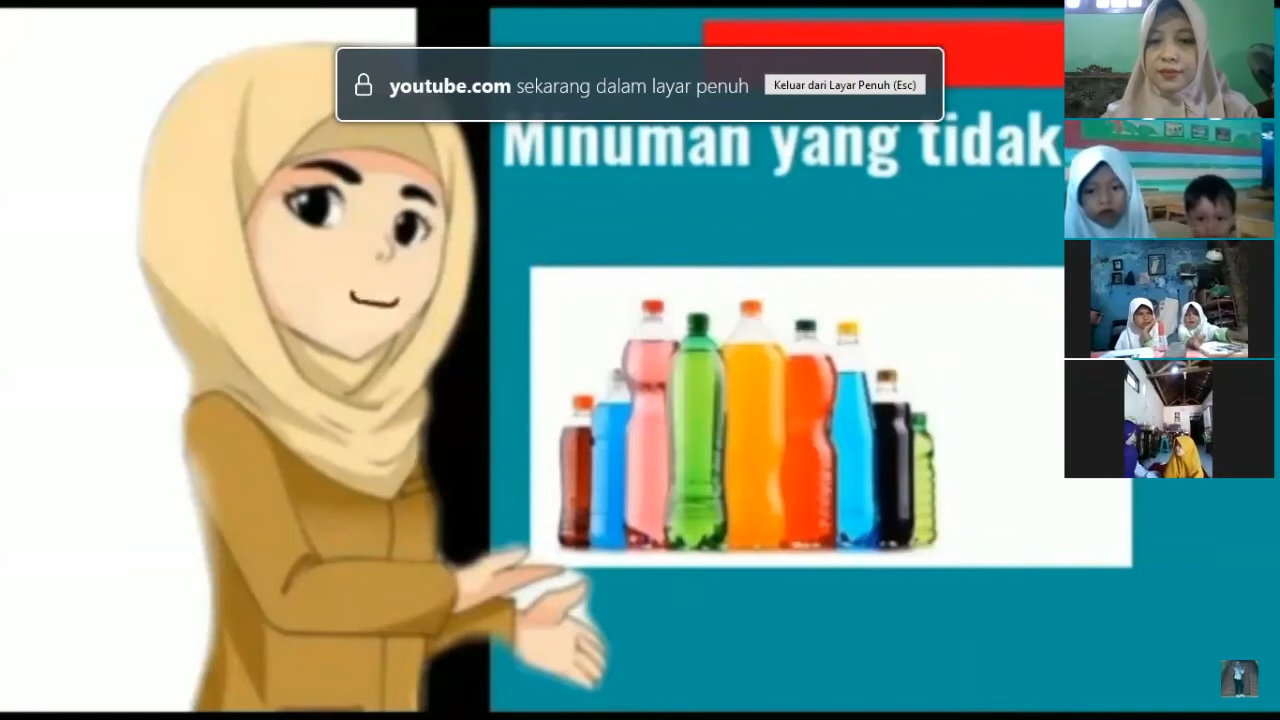 youtube.com sekarang dalam layar penuh
Keluar dari Layar Penuh (Esc)
Minuman yang tidak